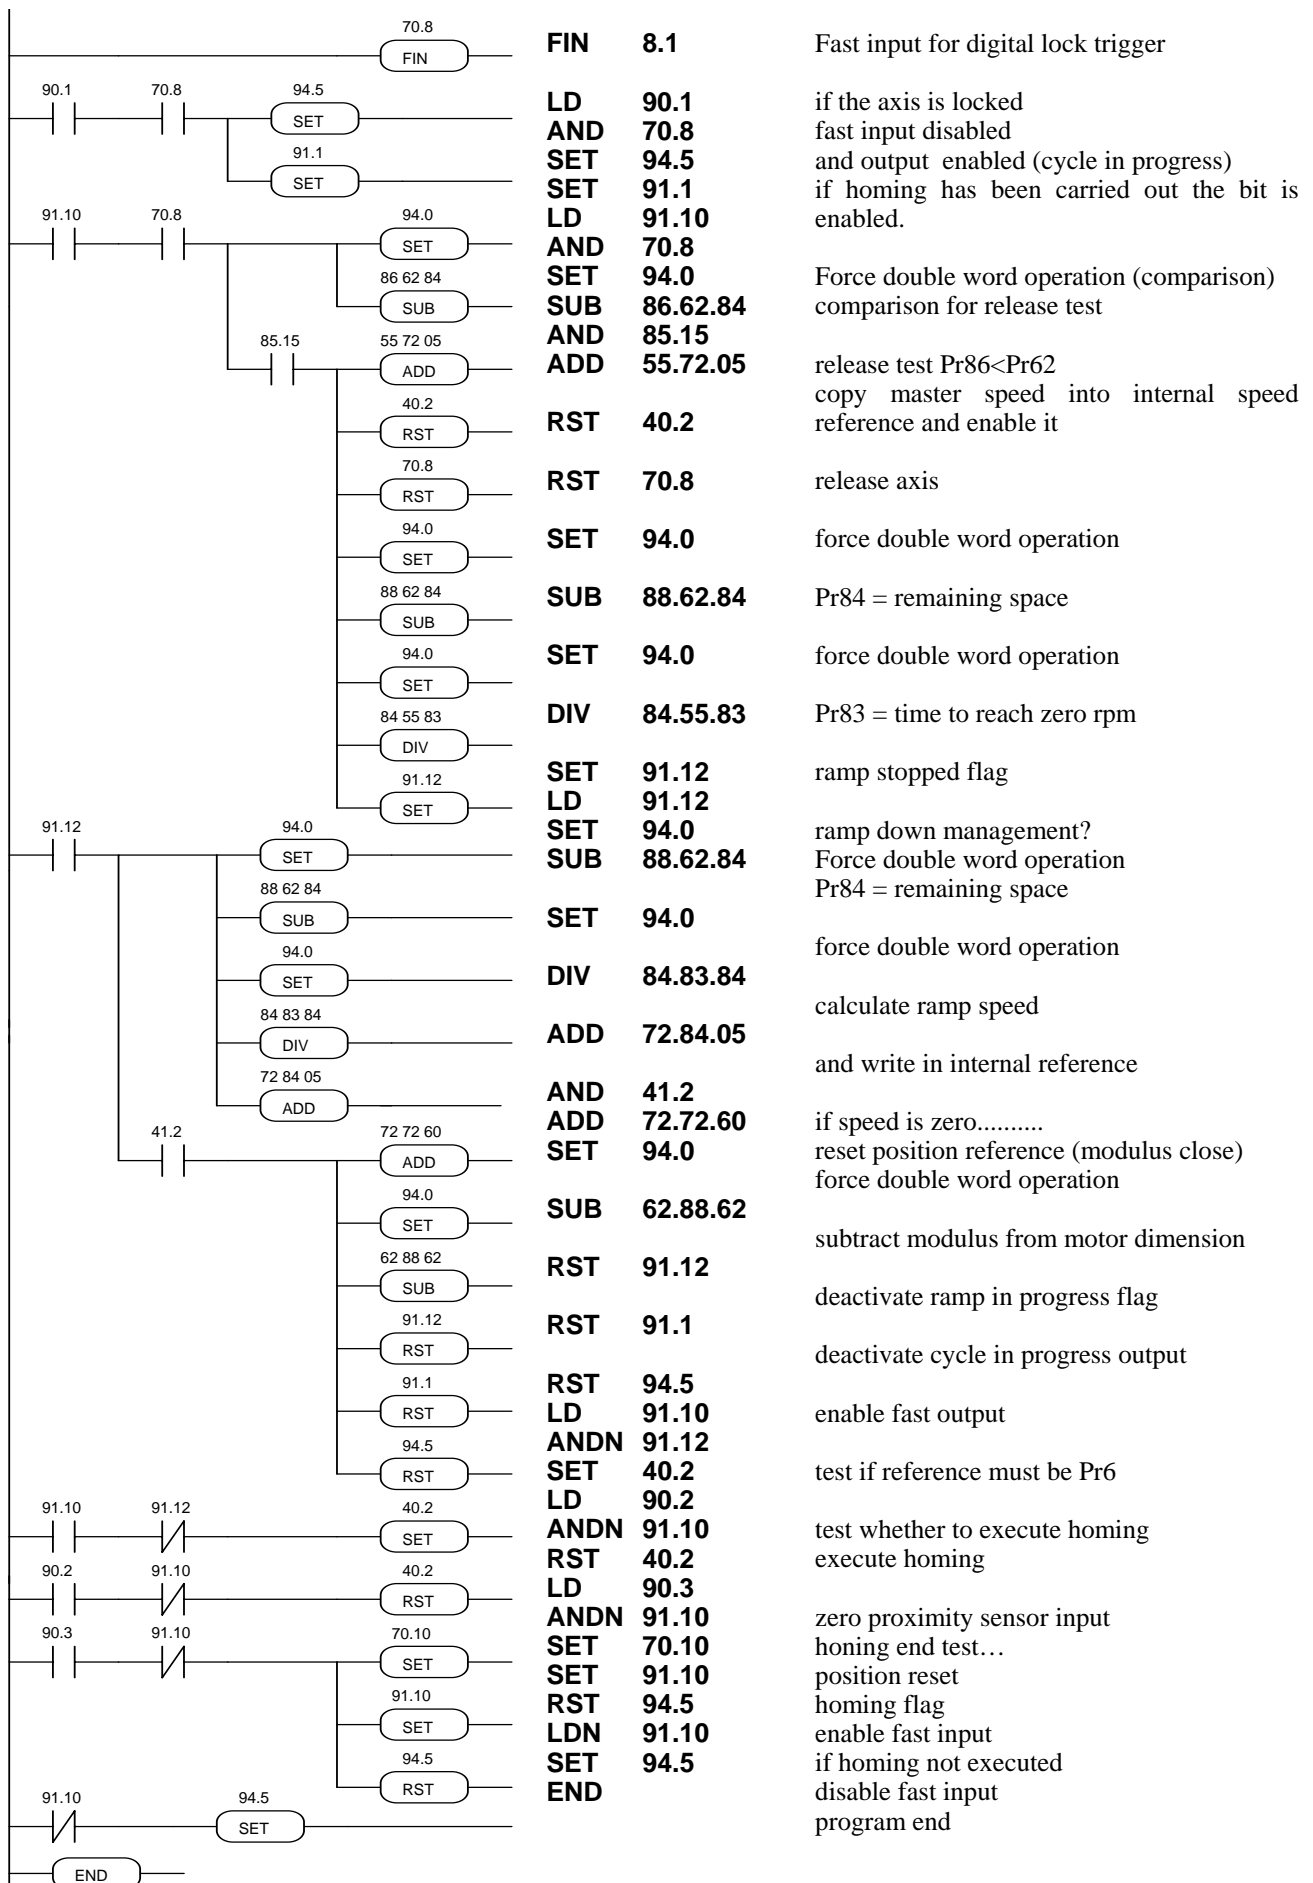 70.8
FIN
FIN 8.1 Fast input for digital lock trigger
90.1 70.8 94.5
SET
LD 90.1 if the axis is locked
AND 70.8 fast input disabled
91.1
SET
SET 94.5 and output enabled (cycle in progress)
SET 91.1 if homing has been carried out the bit is
91.10 70.8 94.0
SET
LD 91.10 enabled.
AND 70.8
86 62 84
SUB
SET 94.0 Force double word operation (comparison)
SUB 86.62.84 comparison for release test
85.15 55 72 05
ADD
AND 85.15
ADD 55.72.05 release test Pr86<Pr62
copy master speed into internal speed
40.2
RST
RST 40.2 reference and enable it
70.8
RST
RST 70.8 release axis
94.0
SET
SET 94.0 force double word operation
88 62 84
SUB
SUB 88.62.84 Pr84 = remaining space
94.0
SET
SET 94.0 force double word operation
84 55 83
DIV
DIV 84.55.83 Pr83 = time to reach zero rpm
91.12
SET
SET 91.12 ramp stopped flag
LD 91.12
91.12 94.0
SET
SET 94.0 ramp down management?
SUB 88.62.84 Force double word operation
Pr84 = remaining space
88 62 84
SUB
SET 94.0
force double word operation
94.0
SET
DIV 84.83.84
calculate ramp speed
84 83 84
DIV
ADD 72.84.05
and write in internal reference
72 84 05
ADD
AND 41.2
ADD 72.72.60 if speed is zero..........
41.2 72 72 60
ADD
SET 94.0 reset position reference (modulus close)
force double word operation
94.0
SET
SUB 62.88.62
subtract modulus from motor dimension
62 88 62
SUB
RST 91.12
deactivate ramp in progress flag
91.12
RST
RST 91.1
deactivate cycle in progress output
91.1
RST
RST 94.5
LD 91.10 enable fast output
94.5
RST
ANDN 91.12
SET 40.2 test if reference must be Pr6
91.10 91.12 40.2
SET
LD 90.2
ANDN 91.10 test whether to execute homing
RST 40.2 execute homing
90.2 91.10 40.2
RST
LD 90.3
ANDN 91.10 zero proximity sensor input
90.3 91.10 70.10
SET
SET 70.10 honing end test…
SET 91.10 position reset
91.10
SET
RST 94.5 homing flag
LDN 91.10 enable fast input
94.5
RST
SET 94.5 if homing not executed
END disable fast input
91.10 94.5
SET
program end
END